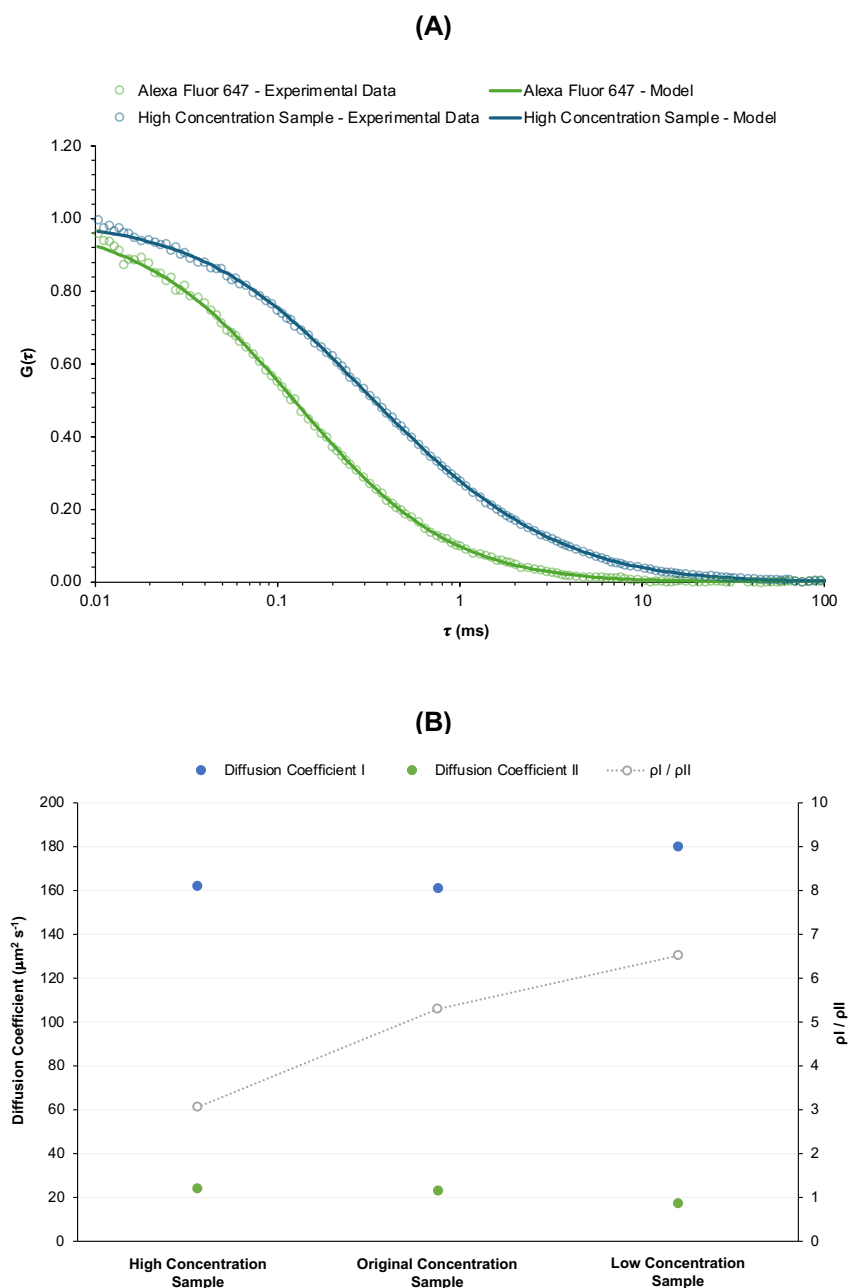 (A)
Alexa Fluor 647 - Experimental Data
Alexa Fluor 647 - Model
High Concentration Sample - Experimental Data
High Concentration Sample - Model
1.20
1.00
0.80
0.60
0.40
0.20
0.00
G(τ)
0.01
0.1
1
10
100
τ (ms)
(B)
Diffusion Coefficient I
Diffusion Coefficient II
ρI / ρII
200
180
160
140
120
100
80
60
40
20
0
Diffusion Coefficient (μm² s⁻¹)
10
9
8
7
6
5
4
3
2
1
0
ρI / ρII
High Concentration
Sample
Original Concentration
Sample
Low Concentration
Sample